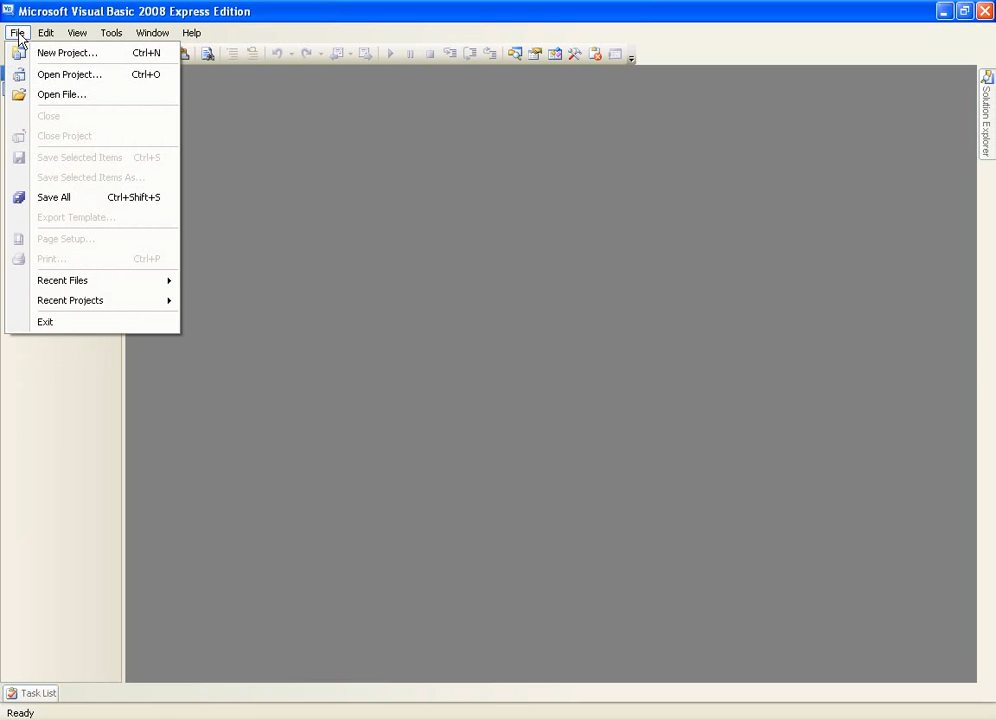 Microsoft Visual Basic 2008 Express Edition
File Edit View Tools Window Help
New Project... Ctrl+N
Open Project... Ctrl+O
Open File...
Close
Close Project
Save Selected Items Ctrl+S
Save Selected Items As...
Save All Ctrl+Shift+S
Export Template...
Page Setup...
Print... Ctrl+P
Recent Files
Recent Projects
Exit
Solution Explorer
Task List
Ready